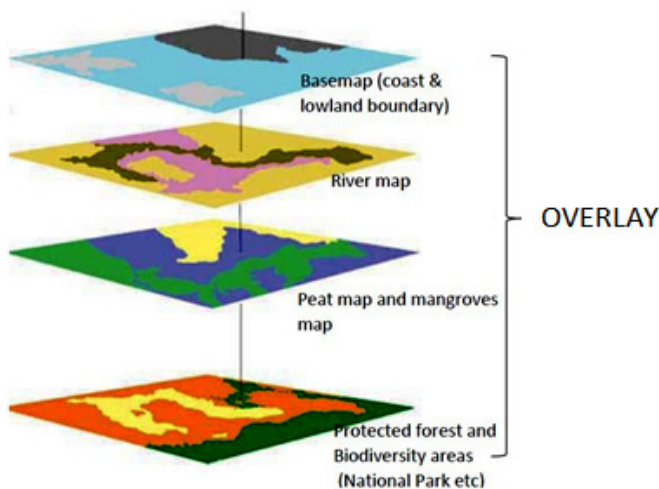 Basemap (coast &
lowland boundary)
River map
OVERLAY
Peat map and mangroves
map
Protected forest and
Biodiversity areas
(National Park etc)